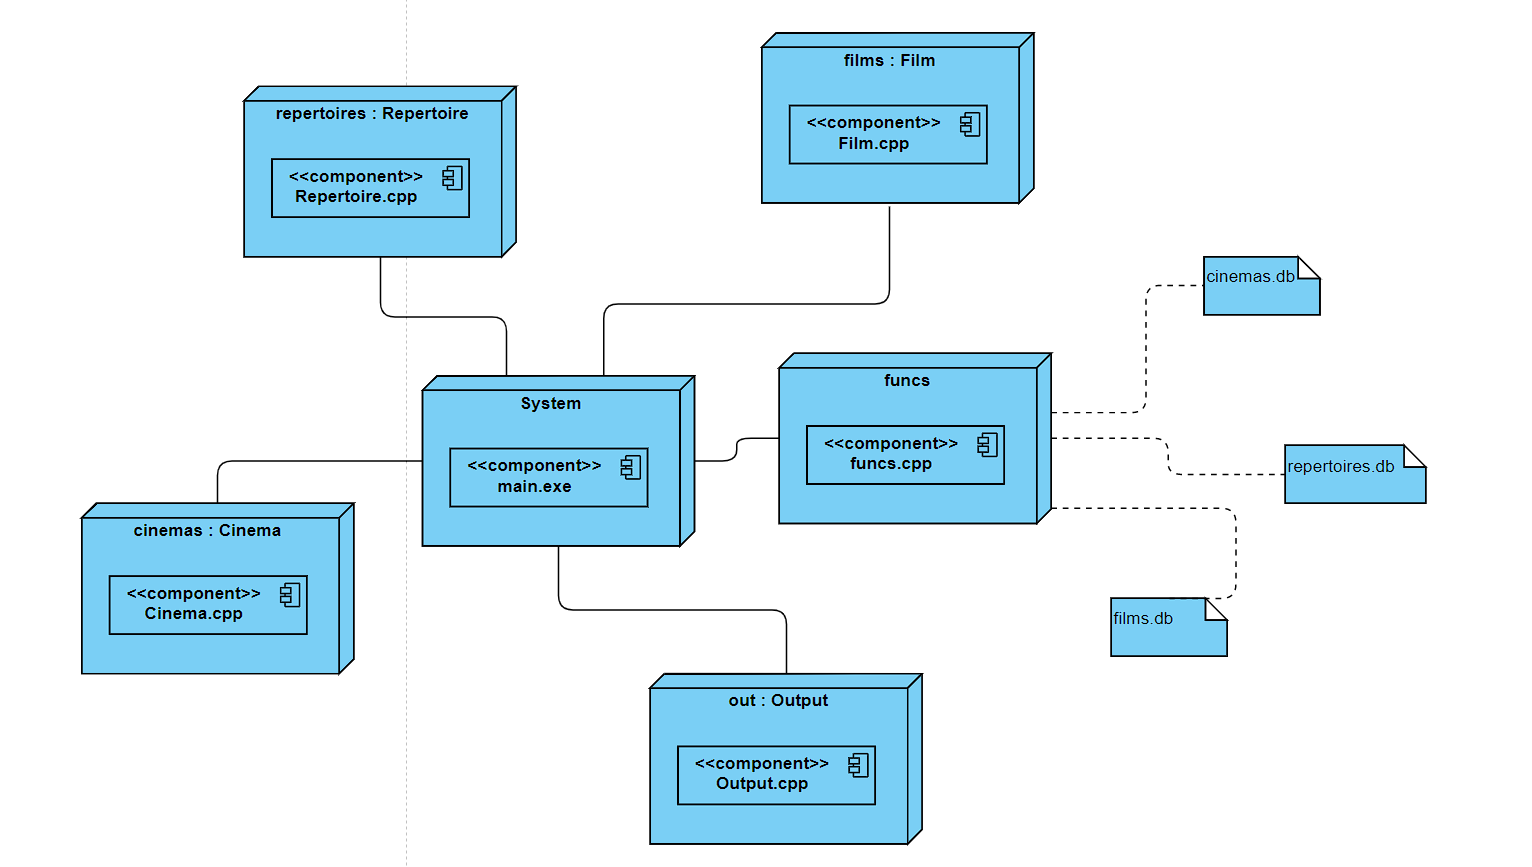 films : Film
<<component>>
Film.cpp
repertoires : Repertoire
<<component>>
Repertoire.cpp
cinemas.db
funcs
<<component>>
funcs.cpp
System
<<component>>
main.exe
repertoires.db
cinemas : Cinema
<<component>>
Cinema.cpp
films.db
out : Output
<<component>>
Output.cpp